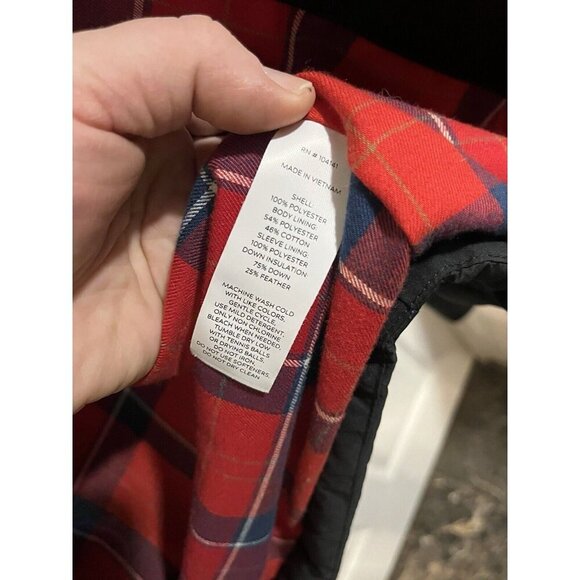 RN # 104141
MADE IN VIETNAM
SHELL:
100% POLYESTER
BODY LINING:
54% POLYESTER
46% COTTON
SLEEVE LINING:
100% POLYESTER
DOWN INSULATION
75% DOWN
25% FEATHER
MACHINE WASH COLD
WITH LIKE COLORS,
GENTLE CYCLE.
USE MILD DETERGENT.
ONLY NON CHLORINE
BLEACH WHEN NEEDED.
TUMBLE DRY LOW
WITH TENNIS BALLS
OR DRYING BALLS.
DO NOT IRON.
DO NOT USE SOFTENERS.
DO NOT DRY CLEAN